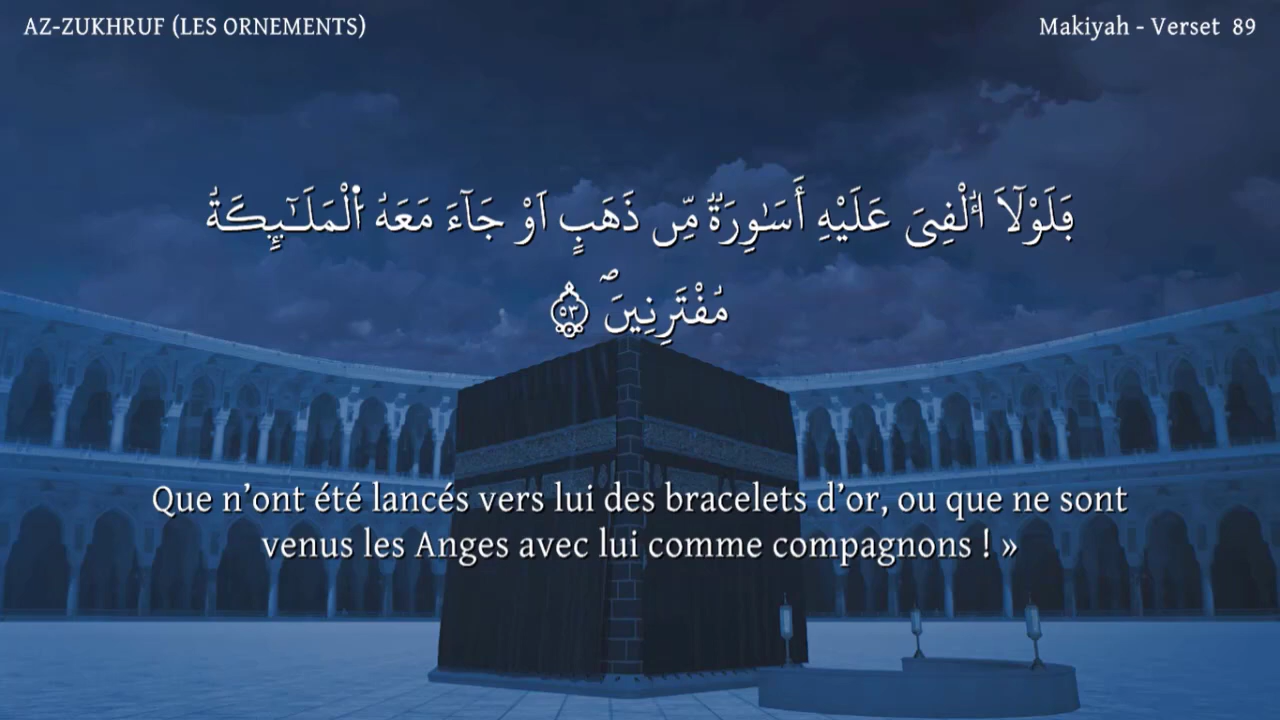 AZ-ZUKHRUF (LES ORNEMENTS)
Makiyah - Verset 89
فَلَوْلَآ أُلْقِىَ عَلَيْهِ أَسَٰوِرَةٌ مِّن ذَهَبٍ اَوْ جَآءَ مَعَهُ اُ۬لْمَلَٰٓئِكَةُ
مُقْتَرِنِينَۖ ٥٣
Que n’ont été lancés vers lui des bracelets d’or, ou que ne sont
venus les Anges avec lui comme compagnons ! »